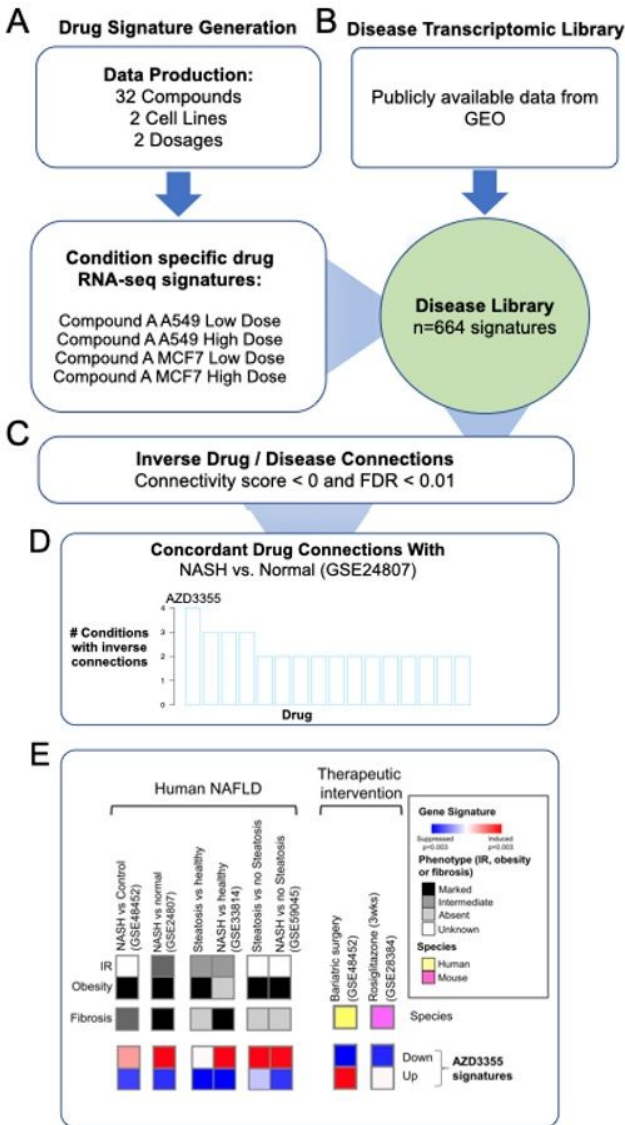 A
Drug Signature Generation
Data Production:
32 Compounds
2 Cell Lines
2 Dosages
B
Disease Transcriptomic Library
Publicly available data from
GEO
Condition specific drug
RNA-seq signatures:
Compound A A549 Low Dose
Compound A A549 High Dose
Compound A MCF7 Low Dose
Compound A MCF7 High Dose
Disease Library
n=664 signatures
C
Inverse Drug / Disease Connections
Connectivity score < 0 and FDR < 0.01
D
Concordant Drug Connections With
NASH vs. Normal (GSE24807)
AZD3355
# Conditions
with inverse
connections
4
3
2
1
0
Drug
E
Human NAFLD
Therapeutic
intervention
NASH vs Control
(GSE48452)
NASH vs normal
(GSE24807)
Steatosis vs healthy
NASH vs healthy
(GSE33814)
Steatosis vs no Steatosis
NASH vs no Steatosis
(GSE59045)
Bariatric surgery
(GSE48452)
Rosiglitazone (3wks)
(GSE28384)
Gene Signature
Suppressed
p<0.003
Induced
p<0.003
Phenotype (IR, obesity
or fibrosis)
Marked
Intermediate
Absent
Unknown
Species
Human
Mouse
IR
Obesity
Fibrosis
Species
Down
Up
AZD3355
signatures